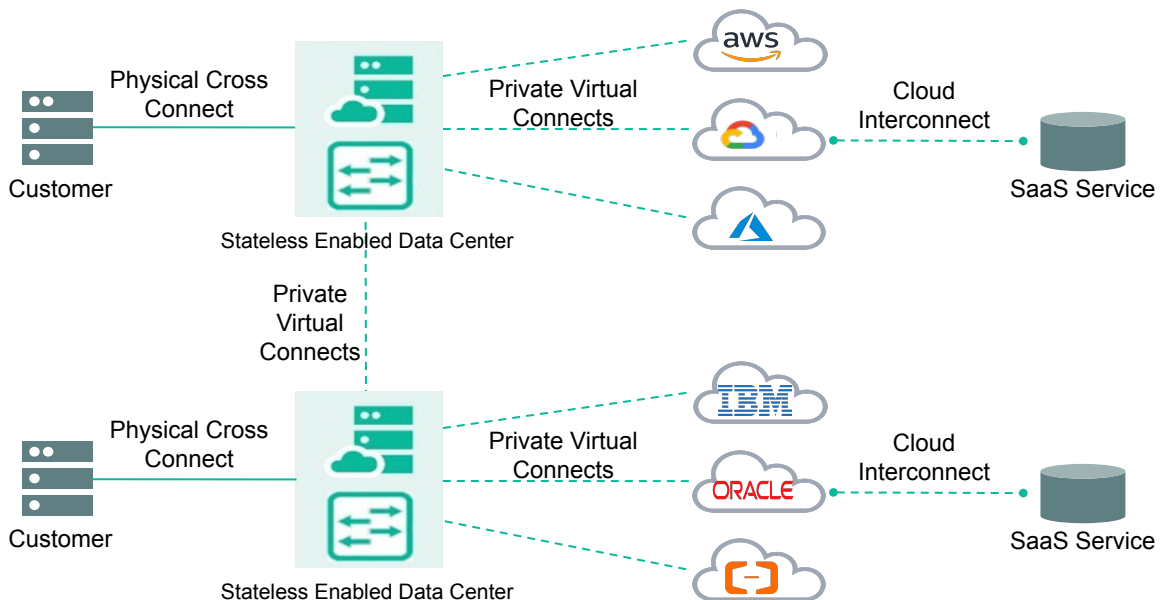 aws
Physical Cross
Connect
Private Virtual
Connects
Cloud
Interconnect
Customer
SaaS Service
Stateless Enabled Data Center
Private
Virtual
Connects
IBM
Physical Cross
Connect
Private Virtual
Connects
Cloud
Interconnect
ORACLE
Customer
SaaS Service
Stateless Enabled Data Center